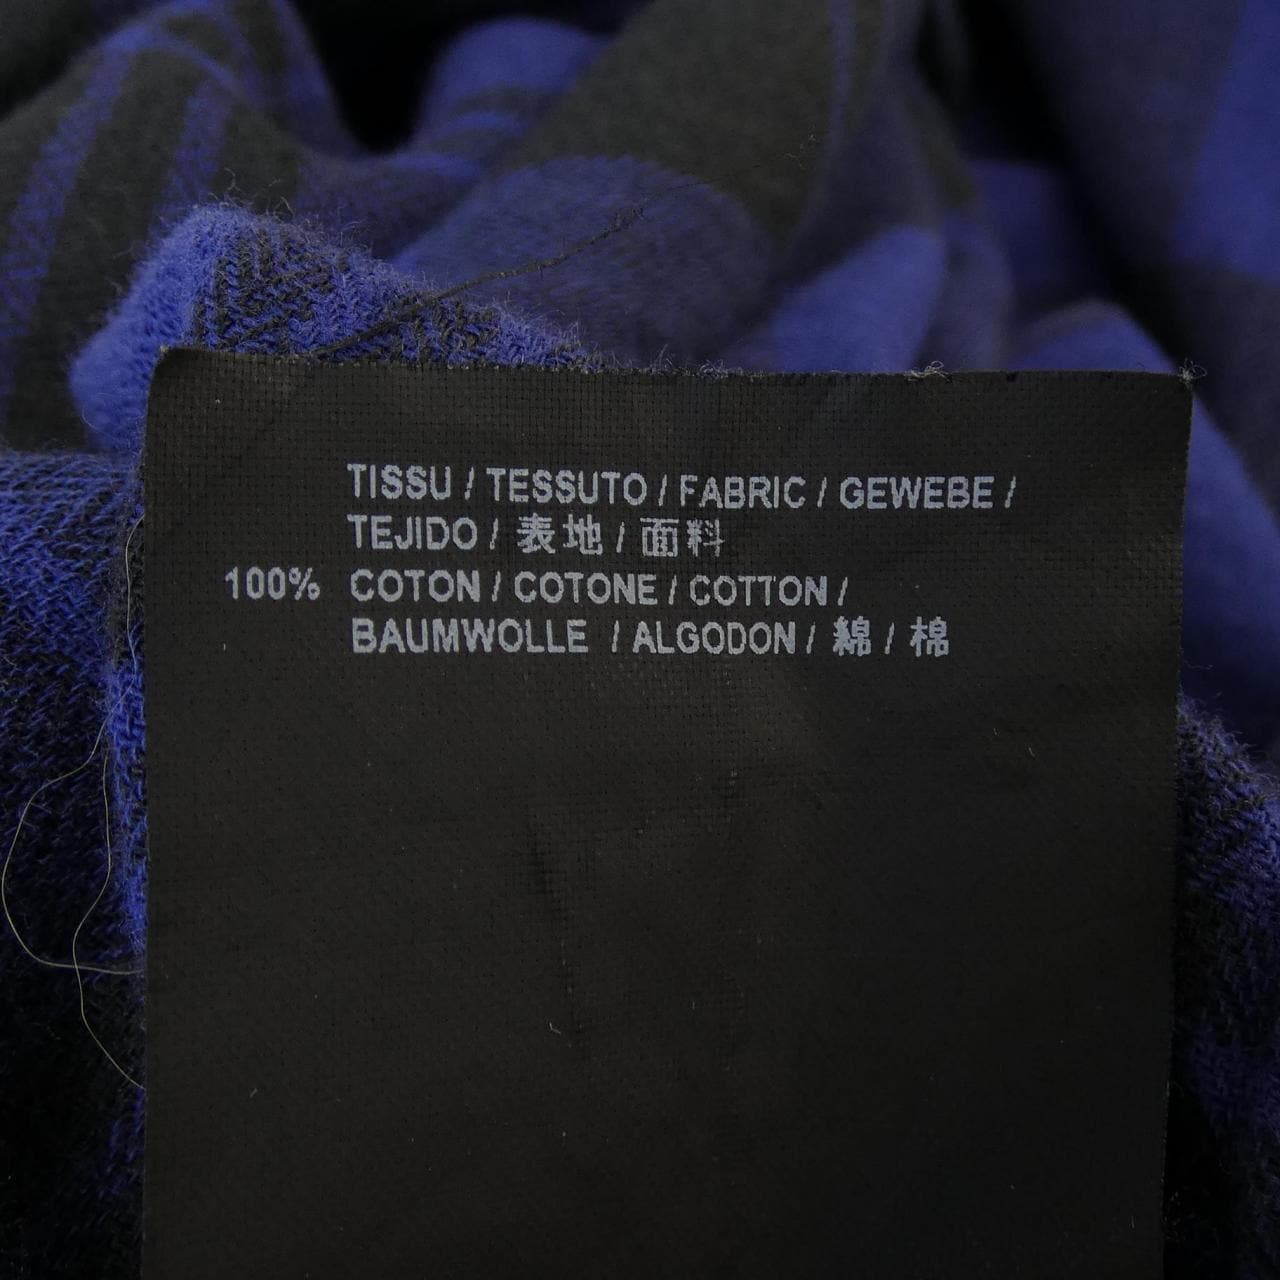 TISSU / TESSUTO / FABRIC / GEWEBE /
TEJIDO / 表地 / 面料
100% COTON / COTONE / COTTON /
BAUMWOLLE / ALGODON / 綿 / 棉